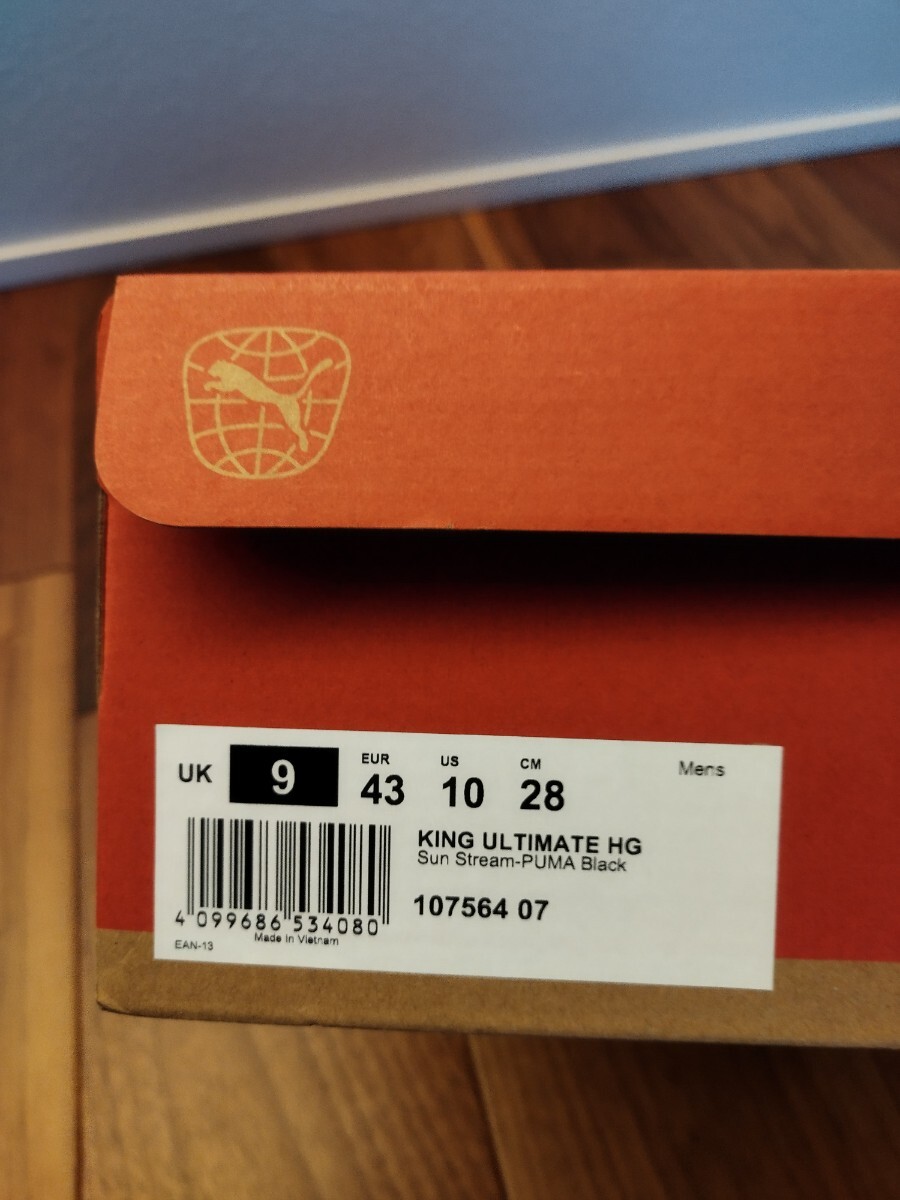 UK 9 EUR 43 US 10 CM 28 Mens
KING ULTIMATE HG
Sun Stream-PUMA Black
107564 07
4 099686 534080
Made in Vietnam
EAN-13